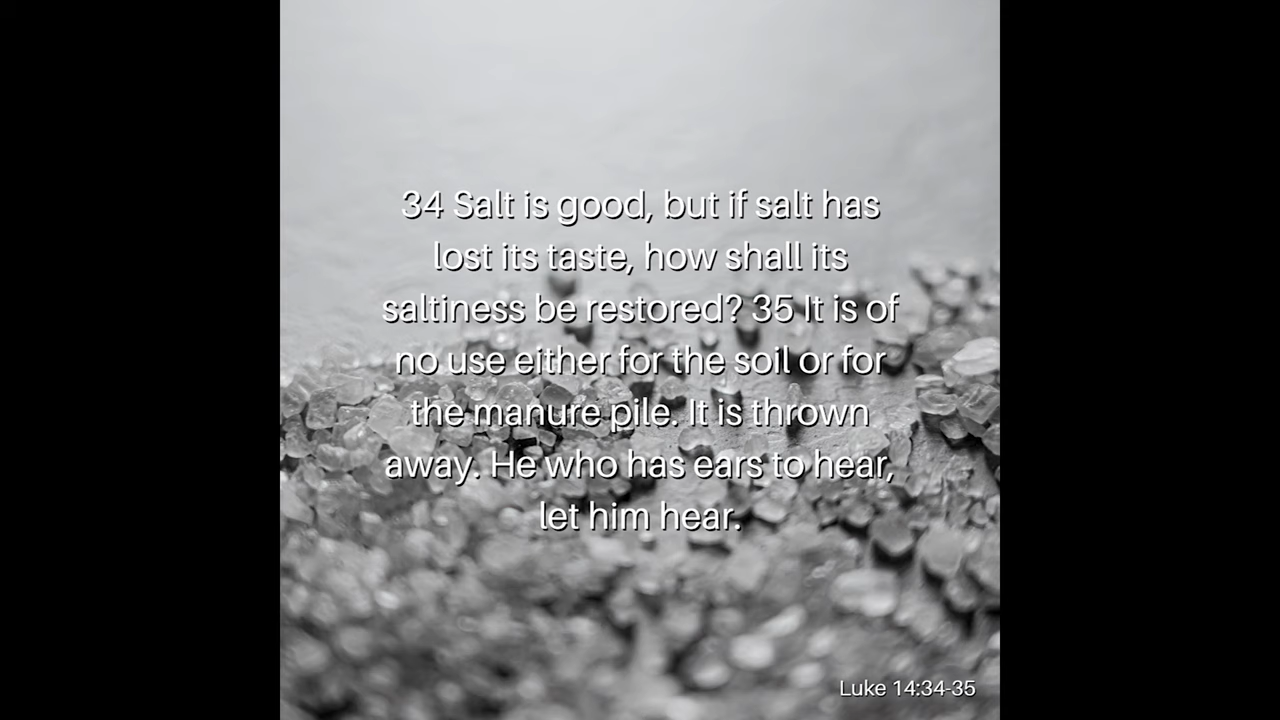 34 Salt is good, but if salt has
lost its taste, how shall its
saltiness be restored? 35 It is of
no use either for the soil or for
the manure pile. It is thrown
away. He who has ears to hear,
let him hear.
Luke 14:34-35